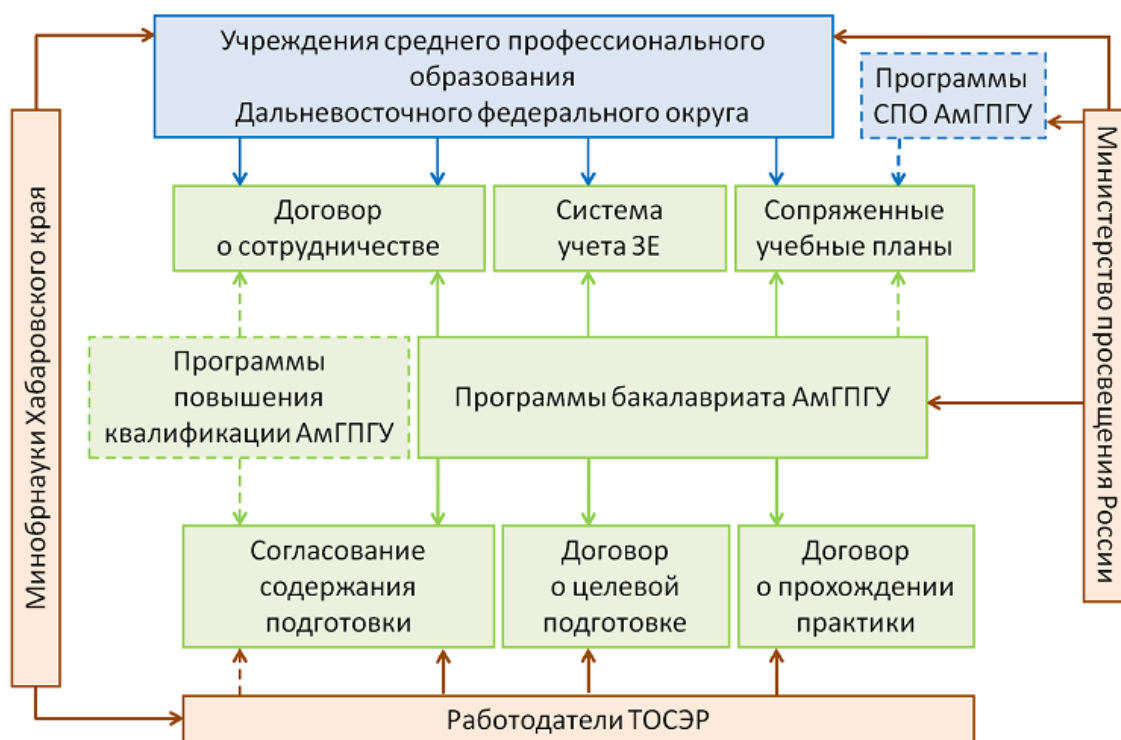 Учреждения среднего профессионального
образования
Дальневосточного федерального округа
Программы
СПО АмГПГУ
Минобрнауки Хабаровского края
Министерство просвещения России
Договор
о сотрудничестве
Система
учета ЗЕ
Сопряженные
учебные планы
Программы
повышения
квалификации АмГПГУ
Программы бакалавриата АмГПГУ
Согласование
содержания
подготовки
Договор
о целевой
подготовке
Договор
о прохождении
практики
Работодатели ТОСЭР